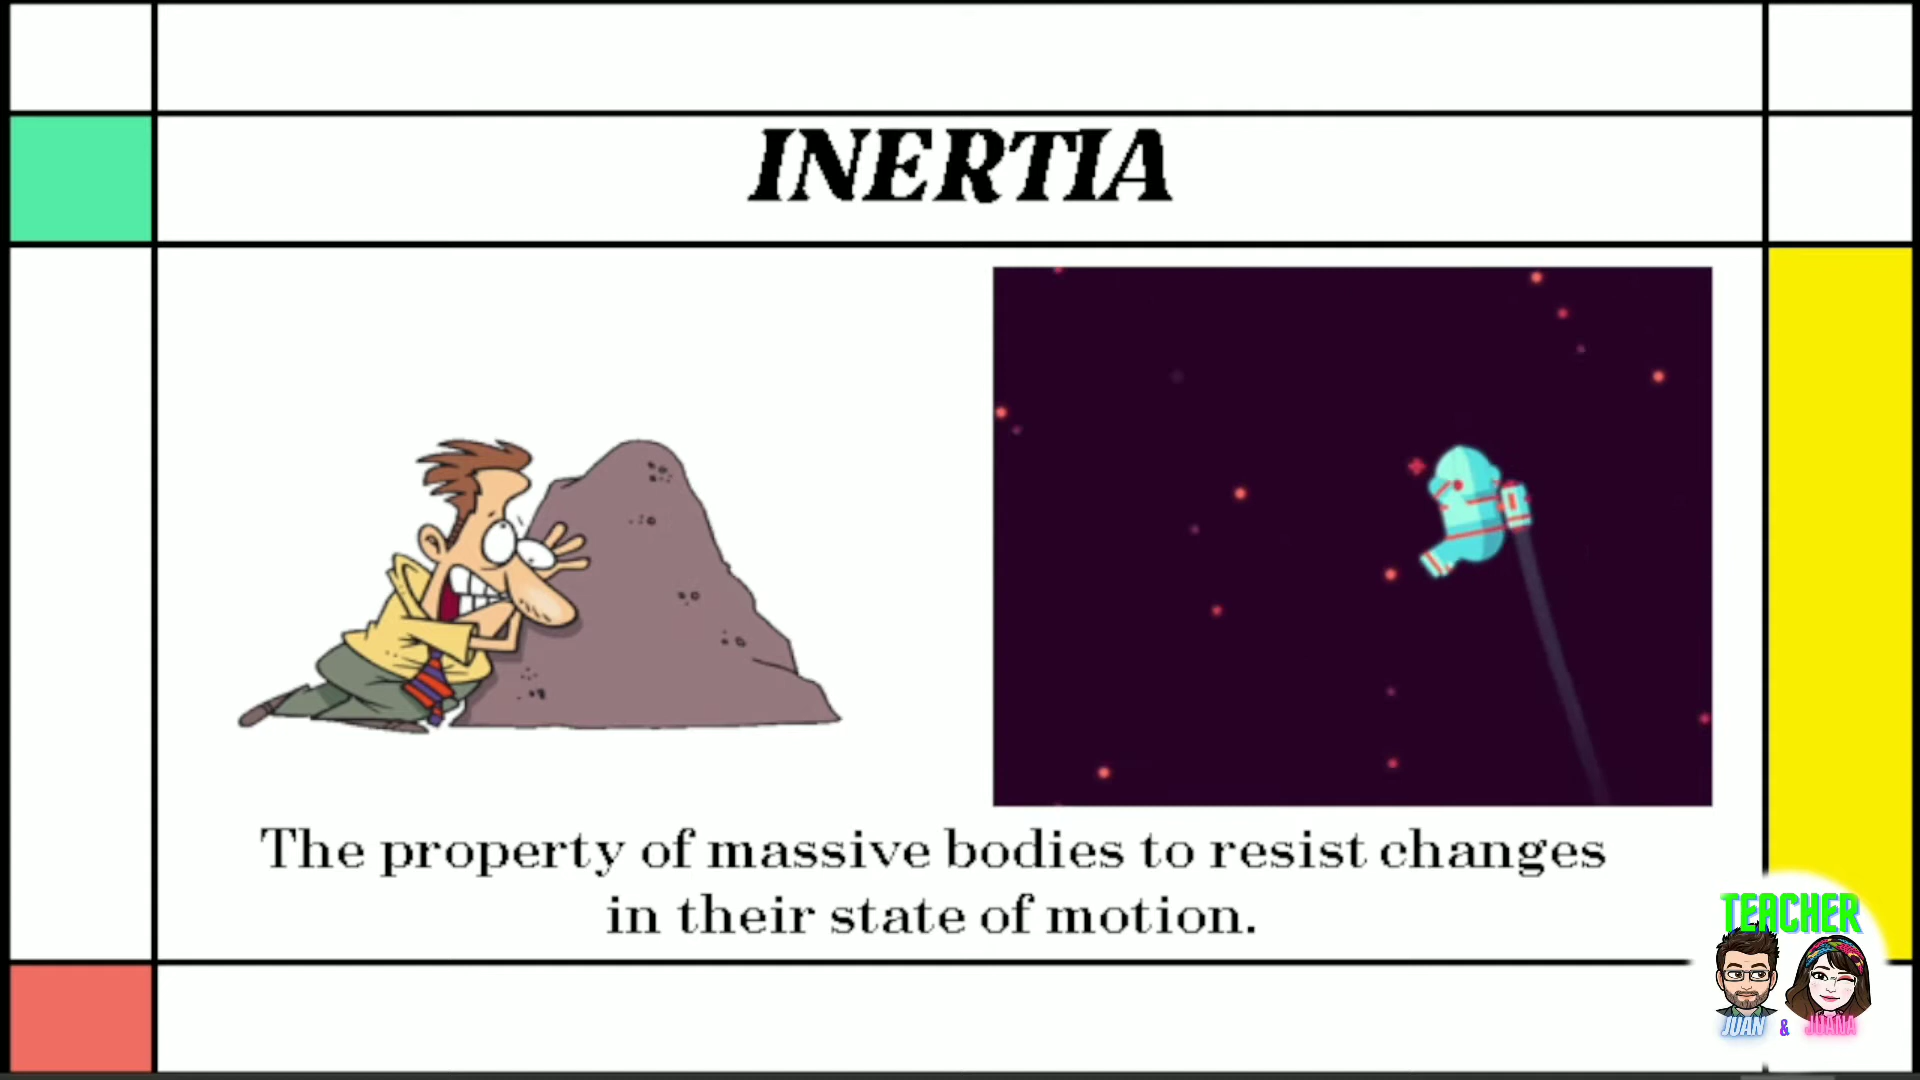 INERTIA
The property of massive bodies to resist changes
in their state of motion.
TEACHER
JUAN & JUANA